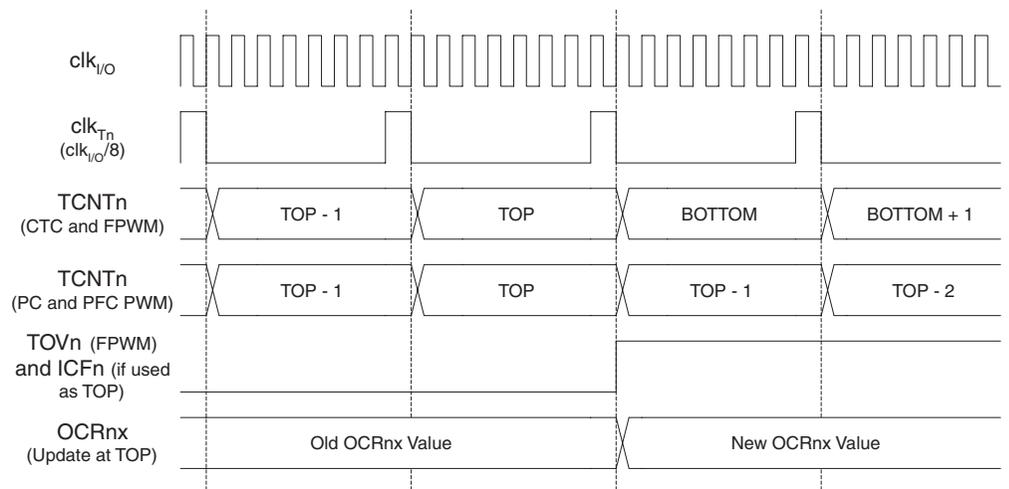 clkI/O
clkTn
(clkI/O/8)
TCNTn
(CTC and FPWM)
TOP - 1
TOP
BOTTOM
BOTTOM + 1
TCNTn
(PC and PFC PWM)
TOP - 1
TOP
TOP - 1
TOP - 2
TOVn (FPWM)
and ICFn (if used
as TOP)
OCRnx
(Update at TOP)
Old OCRnx Value
New OCRnx Value